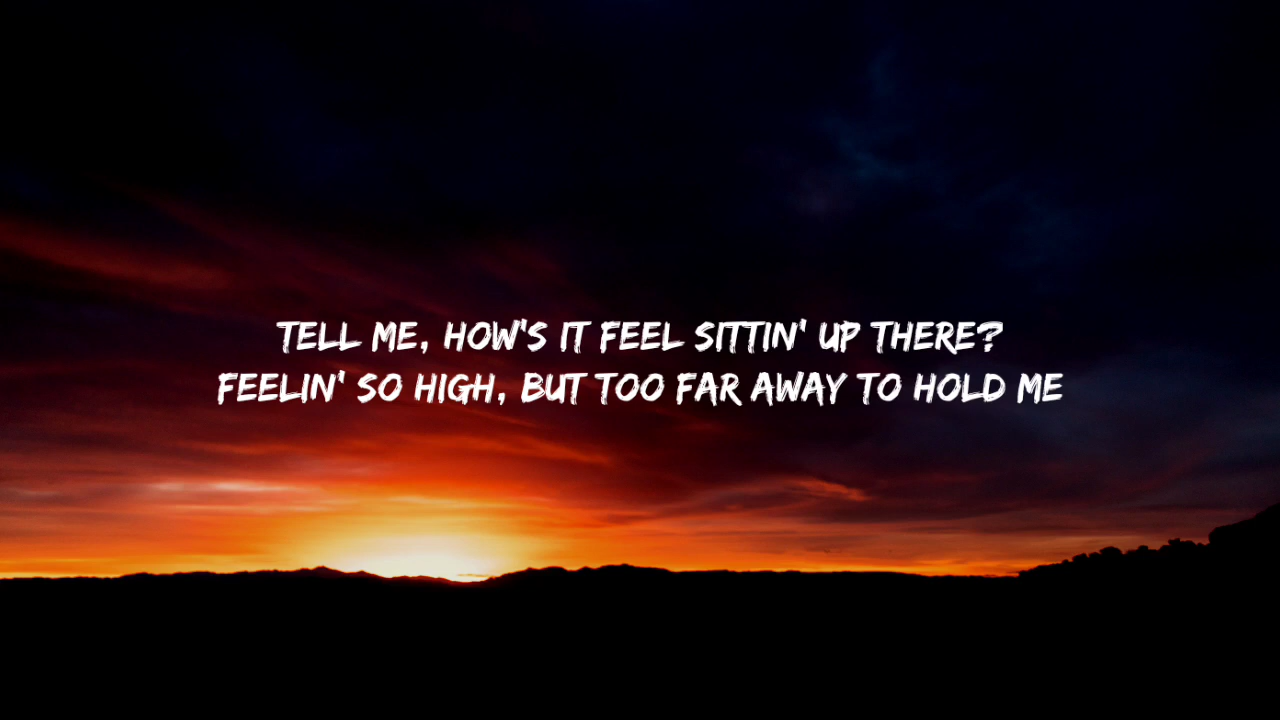 TELL ME, HOW'S IT FEEL SITTIN' UP THERE?
FEELIN' SO HIGH, BUT TOO FAR AWAY TO HOLD ME